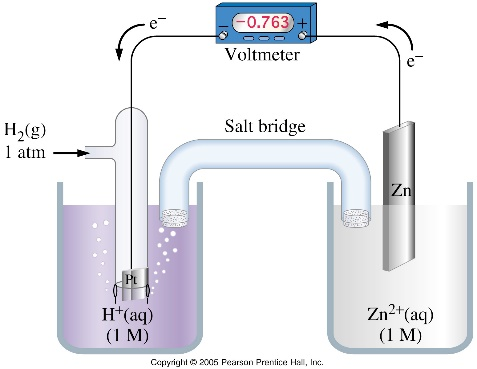 e⁻
− −0.763 +
Voltmeter
e⁻
H₂(g)
1 atm
Salt bridge
Zn
Pt
H⁺(aq)
(1 M)
Zn²⁺(aq)
(1 M)
Copyright © 2005 Pearson Prentice Hall, Inc.